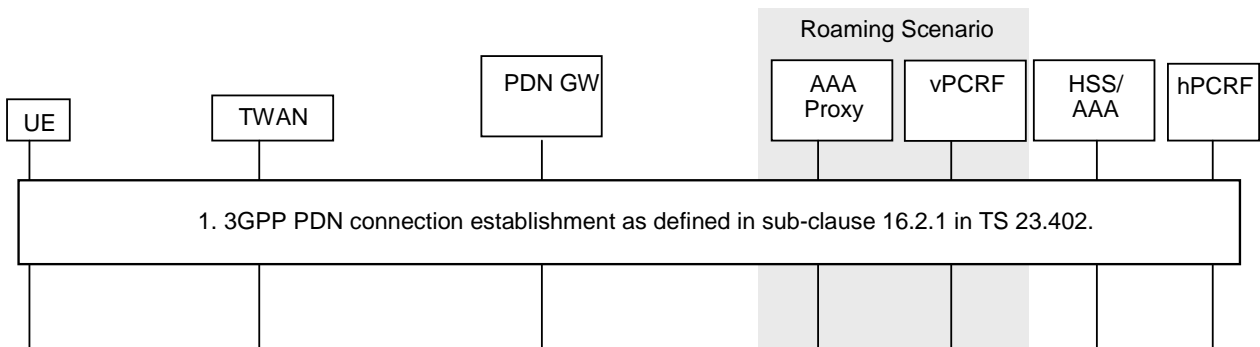 Roaming Scenario
UE
TWAN
PDN GW
AAA
Proxy
vPCRF
HSS/
AAA
hPCRF
1. 3GPP PDN connection establishment as defined in sub-clause 16.2.1 in TS 23.402.